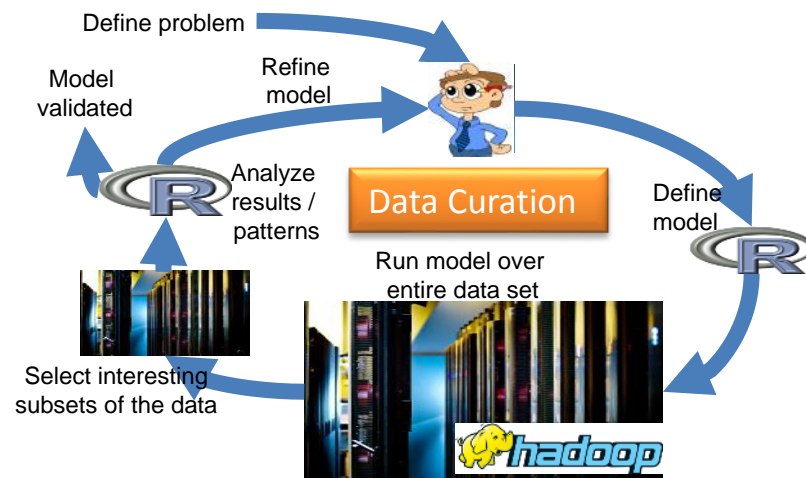 Define problem
Model
validated
Refine
model
R
Analyze
results /
patterns
Data Curation
Define
model
R
Run model over
entire data set
Select interesting
subsets of the data
hadoop